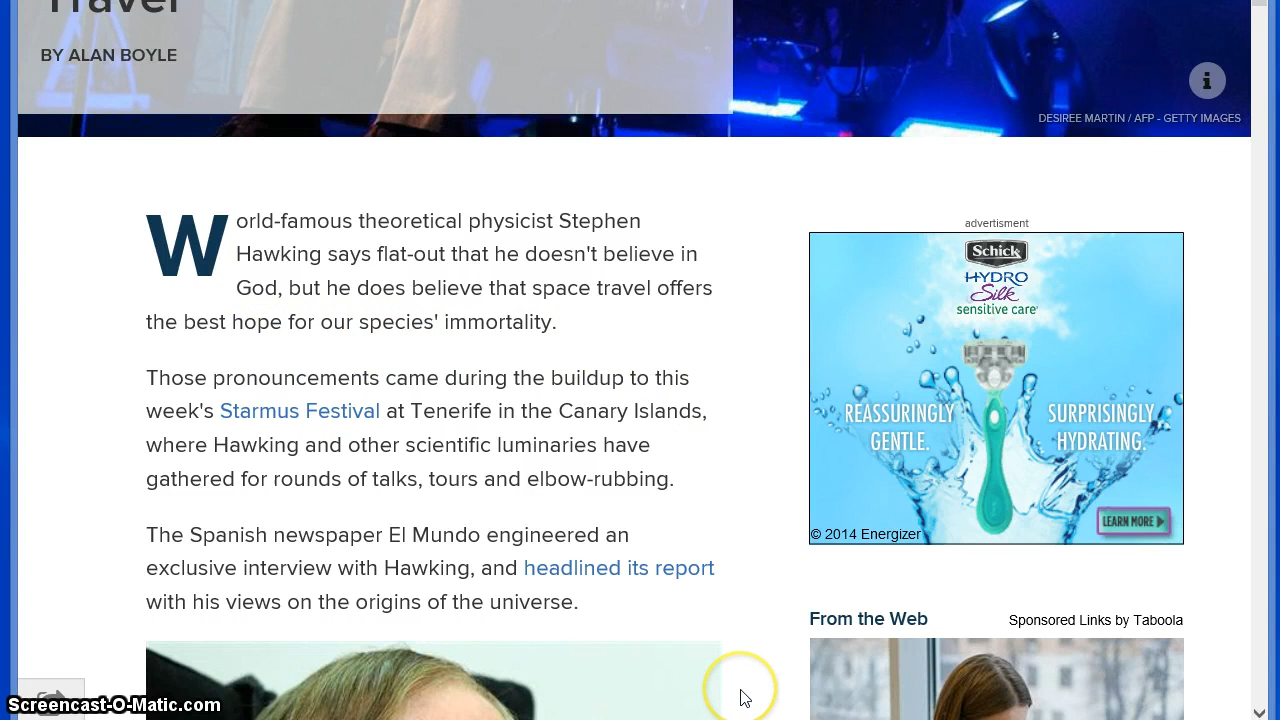 Travel
BY ALAN BOYLE
i
DESIREE MARTIN / AFP - GETTY IMAGES
World-famous theoretical physicist Stephen
Hawking says flat-out that he doesn't believe in
God, but he does believe that space travel offers
the best hope for our species' immortality.
Those pronouncements came during the buildup to this
week's Starmus Festival at Tenerife in the Canary Islands,
where Hawking and other scientific luminaries have
gathered for rounds of talks, tours and elbow-rubbing.
The Spanish newspaper El Mundo engineered an
exclusive interview with Hawking, and headlined its report
with his views on the origins of the universe.
advertisment
Schick
HYDRO
Silk
sensitive care®
REASSURINGLY
GENTLE.
SURPRISINGLY
HYDRATING.
LEARN MORE
© 2014 Energizer
From the Web
Sponsored Links by Taboola
Screencast-O-Matic.com